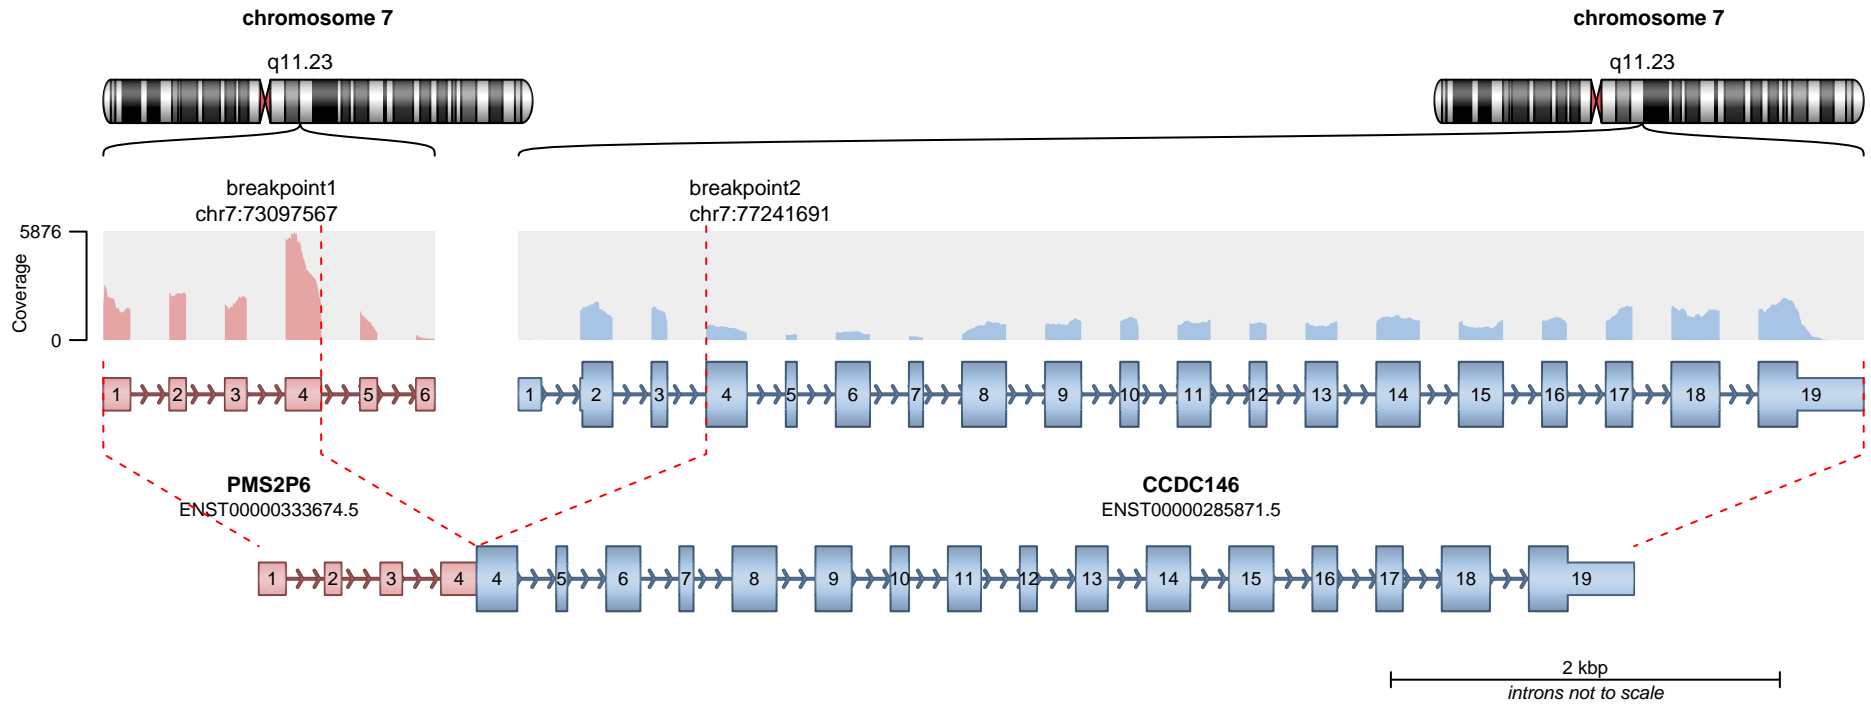 chromosome 7
chromosome 7
q11.23
q11.23
breakpoint1
chr7:73097567
breakpoint2
chr7:77241691
5876
Coverage
0
1 2 3 4 5 6
1 2 3 4 5 6 7 8 9 10 11 12 13 14 15 16 17 18 19
PMS2P6
ENST00000333674.5
CCDC146
ENST00000285871.5
1 2 3 4 4 5 6 7 8 9 10 11 12 13 14 15 16 17 18 19
2 kbp
introns not to scale